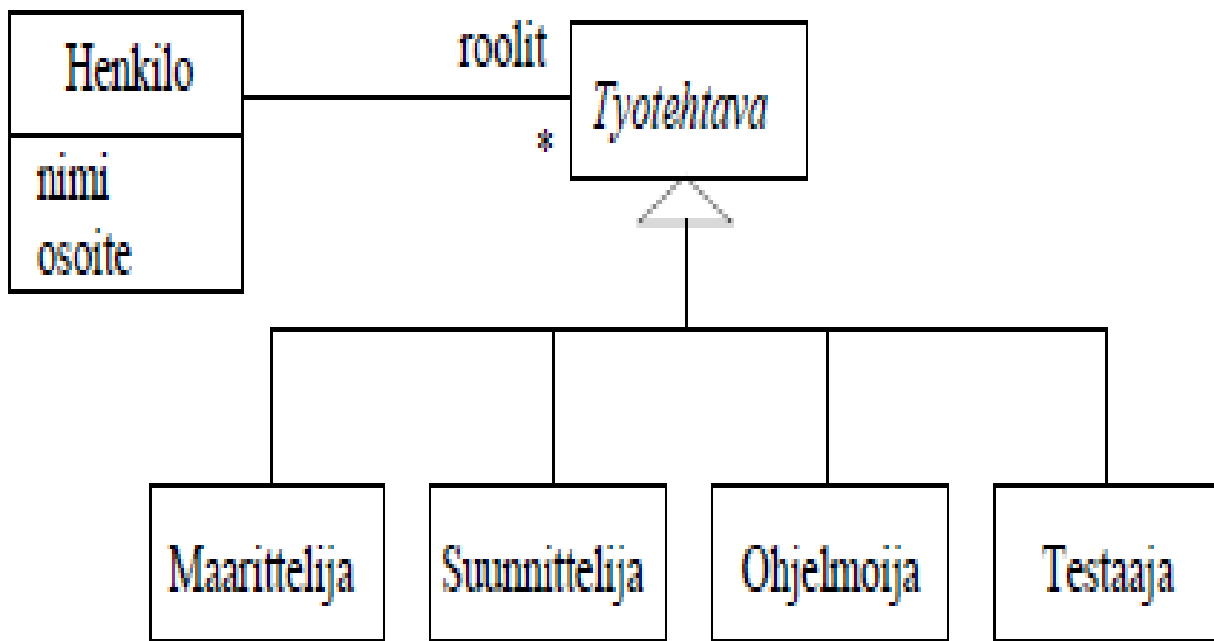 Henkilo
nimi
osoite
roolit
*
Tyotehtava
Maarittelija
Suunnittelija
Ohjelmoija
Testaaja